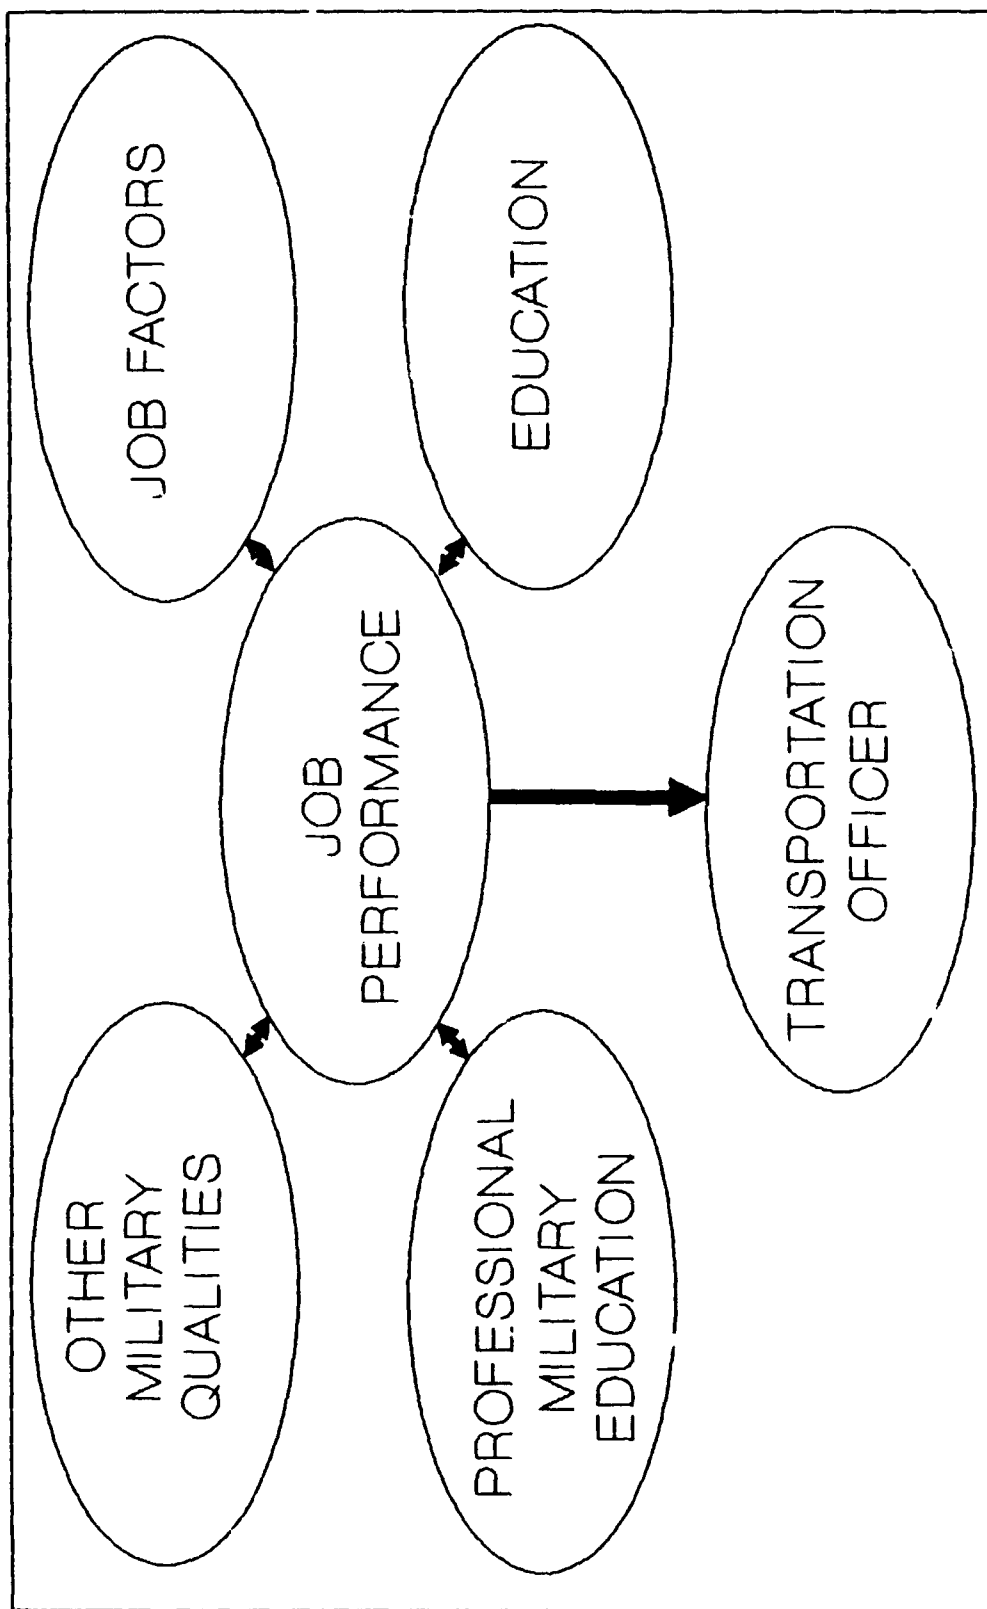 OTHER
MILITARY
QUALITIES
JOB FACTORS
JOB
PERFORMANCE
PROFESSIONAL
MILITARY
EDUCATION
EDUCATION
TRANSPORTATION
OFFICER